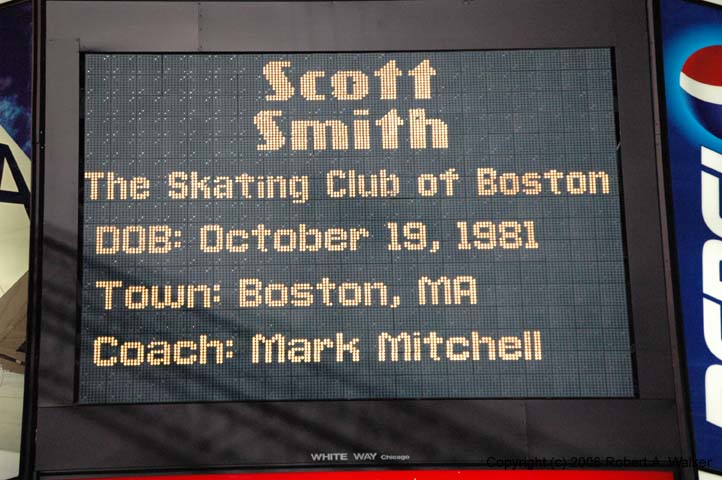 Scott
Smith
The Skating Club of Boston
DOB: October 19, 1981
Town: Boston, MA
Coach: Mark Mitchell
WHITE WAY Chicago
Copyright (c) 2006 Robert A. Walker
A
PEPSI